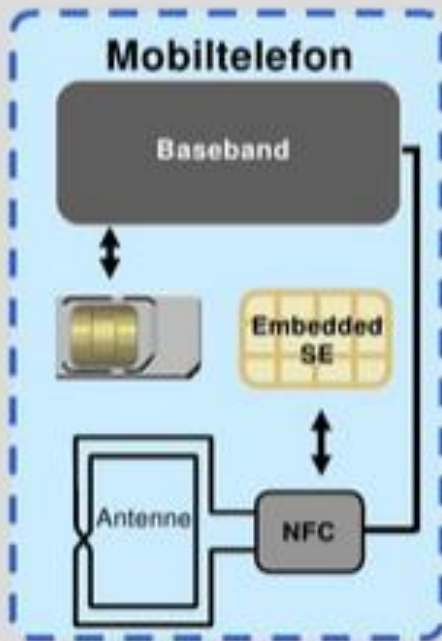 Mobiltelefon
Baseband
Embedded
SE
Antenne
NFC